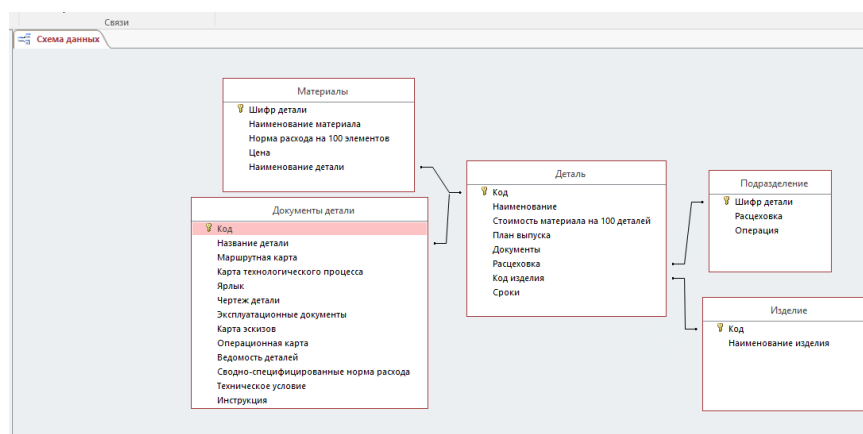 Связи
Схема данных
Материалы
Шифр детали
Наименование материала
Норма расхода на 100 элементов
Цена
Наименование детали
Документы детали
Код
Название детали
Маршрутная карта
Карта технологического процесса
Ярлык
Чертеж детали
Эксплуатационные документы
Карта эскизов
Операционная карта
Ведомость деталей
Сводно-специфицированные норма расхода
Техническое условие
Инструкция
Деталь
Код
Наименование
Стоимость материала на 100 деталей
План выпуска
Документы
Расцеховка
Код изделия
Сроки
Подразделение
Шифр детали
Расцеховка
Операция
Изделие
Код
Наименование изделия